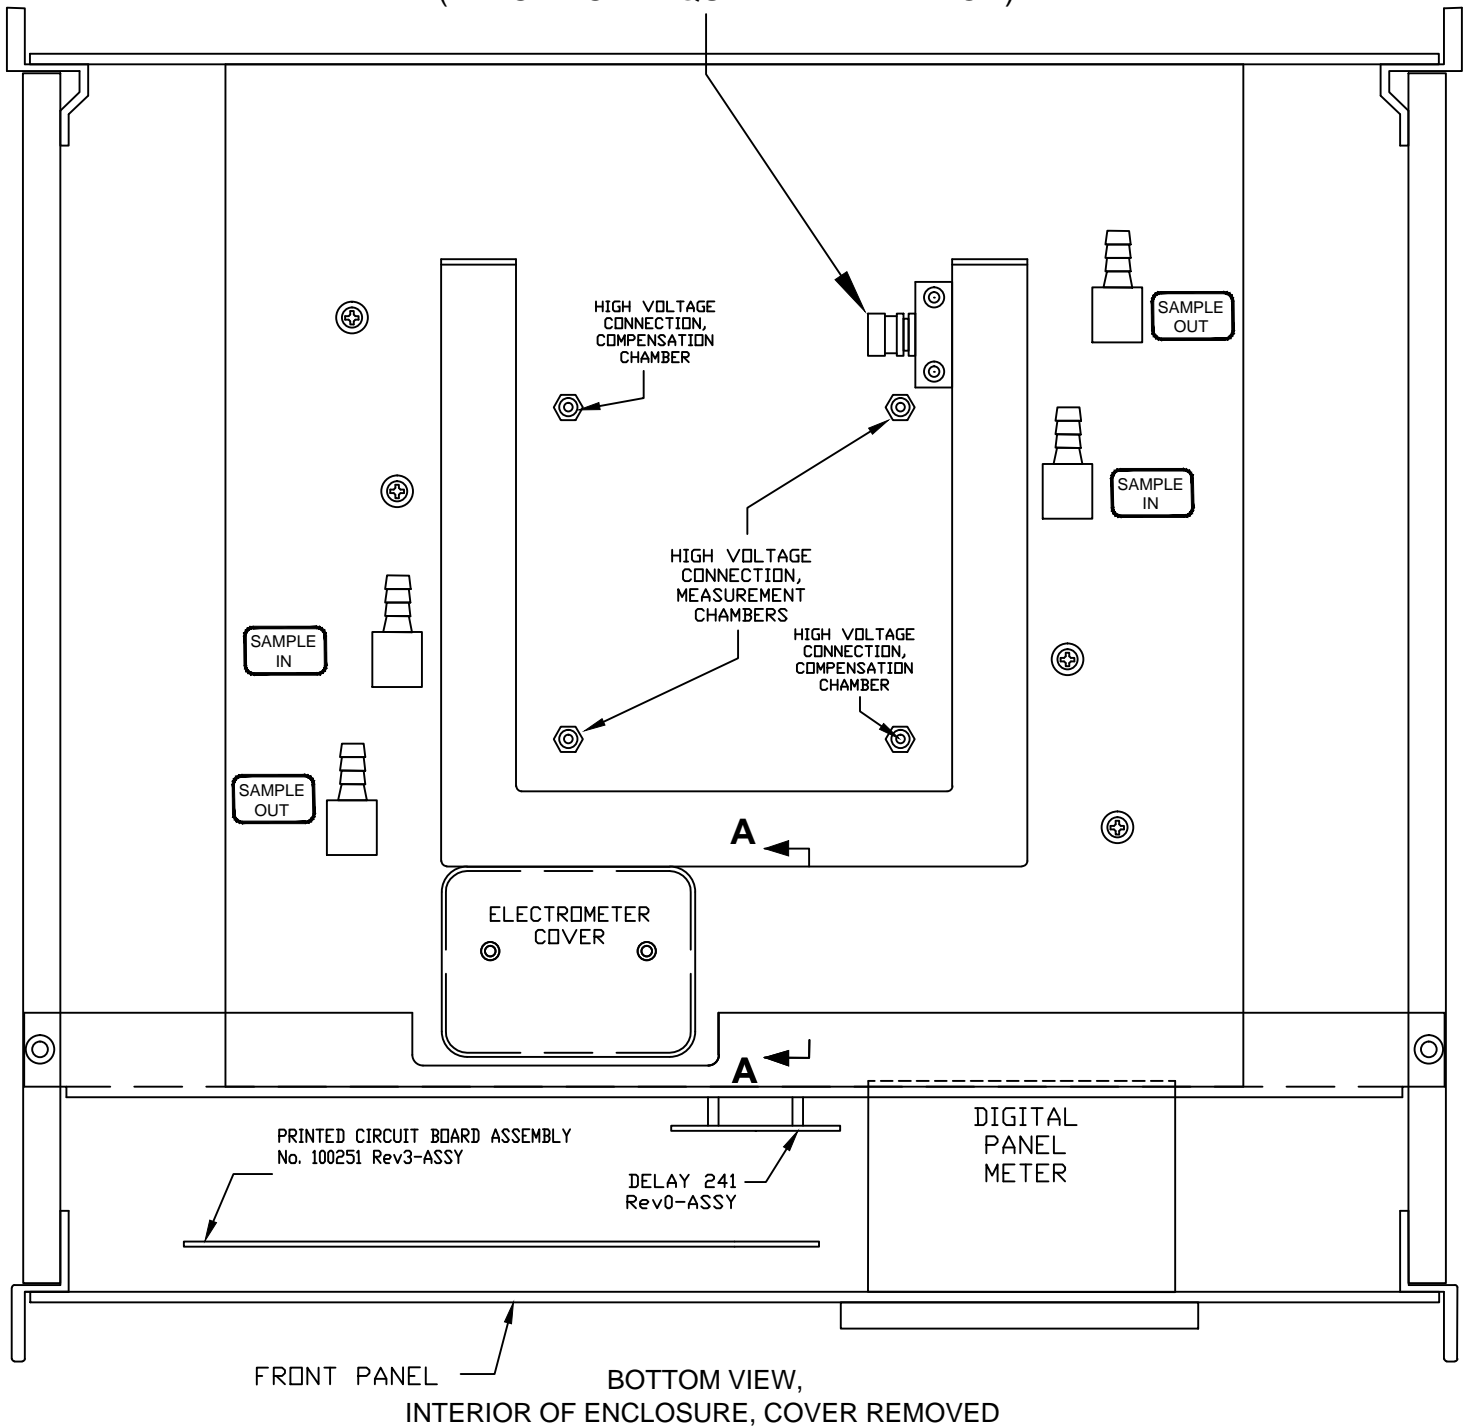 SAMPLE
OUT
HIGH VOLTAGE
CONNECTION,
COMPENSATION
CHAMBER
SAMPLE
IN
HIGH VOLTAGE
CONNECTION,
MEASUREMENT
CHAMBERS
HIGH VOLTAGE
CONNECTION,
COMPENSATION
CHAMBER
SAMPLE
IN
SAMPLE
OUT
A
ELECTROMETER
COVER
A
DIGITAL
PANEL
METER
PRINTED CIRCUIT BOARD ASSEMBLY
No. 100251 Rev3-ASSY
DELAY 241
Rev0-ASSY
FRONT PANEL
BOTTOM VIEW,
INTERIOR OF ENCLOSURE, COVER REMOVED